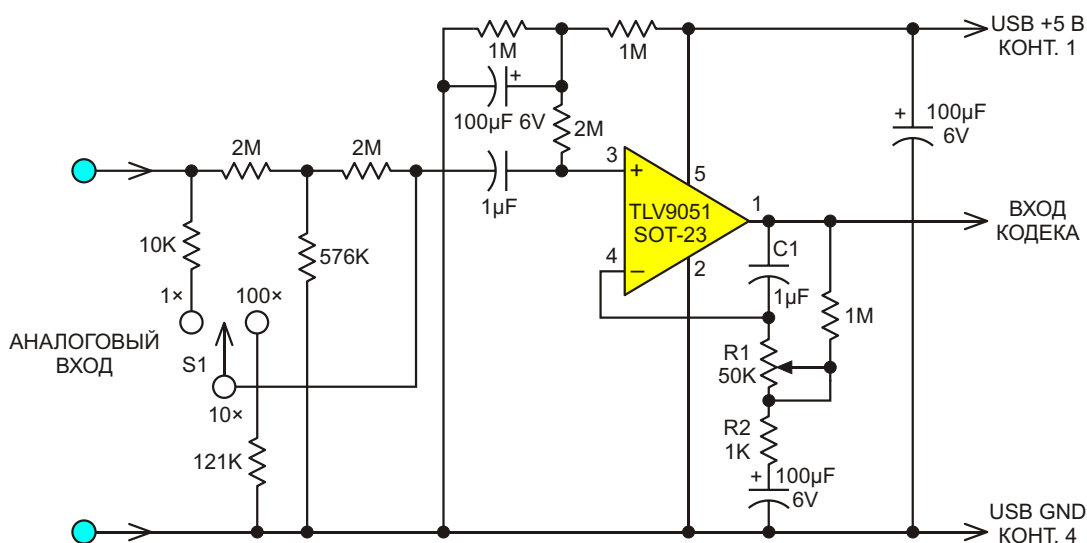 USB +5 В
КОНТ. 1
1M
1M
+
100µF 6V
2M
+
100µF
6V
2M
2M
3
+
5
1µF
TLV9051
SOT-23
1
ВХОД
КОДЕКА
10K
576K
4
–
2
C1
1µF
1×
100×
1M
АНАЛОГОВЫЙ
ВХОД
S1
R1
50K
10×
R2
1K
121K
+
100µF
6V
USB GND
КОНТ. 4